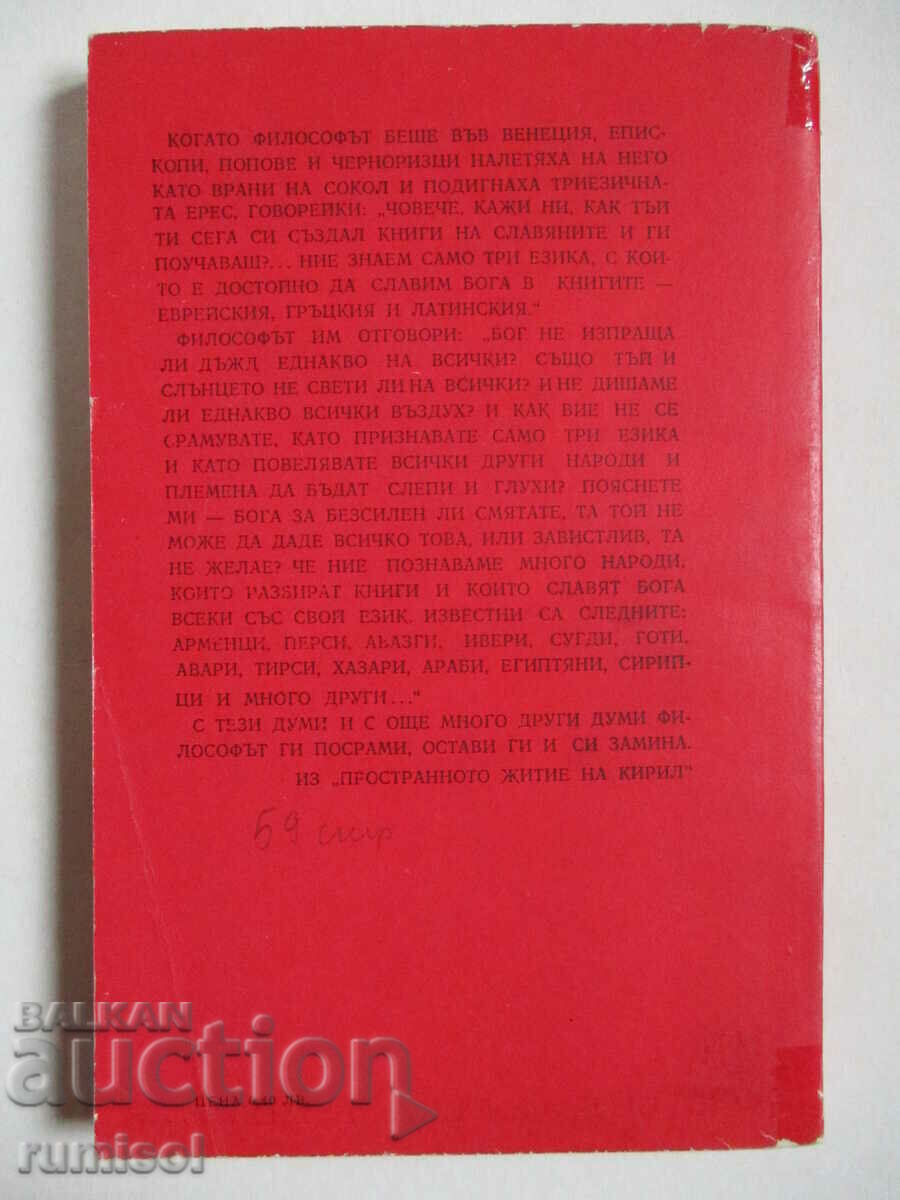 КОГАТО ФИЛОСОФЪТ БЕШЕ ВЪВ ВЕНЕЦИЯ, ЕПИС-
КОПИ, ПОПОВЕ И ЧЕРНОРИЗЦИ НАЛЕТЯХА НА НЕГО
КАТО ВРАНИ НА СОКОЛ И ПОДИГНАХА ТРИЕЗИЧНА-
ТА ЕРЕС, ГОВОРЕЙКИ: „ЧОВЕЧЕ, КАЖИ НИ, КАК ТЪЙ
ТИ СЕГА СИ СЪЗДАЛ КНИГИ НА СЛАВЯНИТЕ И ГИ
ПОУЧАВАШ?... НИЕ ЗНАЕМ САМО ТРИ ЕЗИКА, С КОИ-
ТО Е ДОСТОЙНО ДА СЛАВИМ БОГА В КНИГИТЕ —
ЕВРЕЙСКИЯ, ГРЪЦКИЯ И ЛАТИНСКИЯ.“
ФИЛОСОФЪТ ИМ ОТГОВОРИ: „БОГ НЕ ИЗПРАЩА
ЛИ ДЪЖД ЕДНАКВО НА ВСИЧКИ? СЪЩО ТЪЙ И
СЛЪНЦЕТО НЕ СВЕТИ ЛИ НА ВСИЧКИ? И НЕ ДИШАМЕ
ЛИ ЕДНАКВО ВСИЧКИ ВЪЗДУХ? И КАК ВИЕ НЕ СЕ
СРАМУВАТЕ, КАТО ПРИЗНАВАТЕ САМО ТРИ ЕЗИКА
И КАТО ПОВЕЛЯВАТЕ ВСИЧКИ ДРУГИ НАРОДИ И
ПЛЕМЕНА ДА БЪДАТ СЛЕПИ И ГЛУХИ? ПОЯСНЕТЕ
МИ — БОГА ЗА БЕЗСИЛЕН ЛИ СМЯТАТЕ, ТА ТОЙ НЕ
МОЖЕ ДА ДАДЕ ВСИЧКО ТОВА, ИЛИ ЗАВИСТЛИВ, ТА
НЕ ЖЕЛАЕ? ЧЕ НИЕ ПОЗНАВАМЕ МНОГО НАРОДИ,
КОИТО РАЗБИРАТ КНИГИ И КОИТО СЛАВЯТ БОГА
ВСЕКИ СЪС СВОЙ ЕЗИК. ИЗВЕСТНИ СА СЛЕДНИТЕ:
АРМЕНЦИ, ПЕРСИ, АБАЗГИ, ИВЕРИ, СУГДИ, ГОТИ,
АВАРИ, ТИРСИ, ХАЗАРИ, АРАБИ, ЕГИПТЯНИ, СИРИЙ-
ЦИ И МНОГО ДРУГИ...“
С ТЕЗИ ДУМИ И С ОЩЕ МНОГО ДРУГИ ДУМИ ФИ-
ЛОСОФЪТ ГИ ПОСРАМИ, ОСТАВИ ГИ И СИ ЗАМИНА.
ИЗ „ПРОСТРАННОТО ЖИТИЕ НА КИРИЛ“
59 стр
BALKAN
auction
ЦЕНА ЛВ.
rumisol